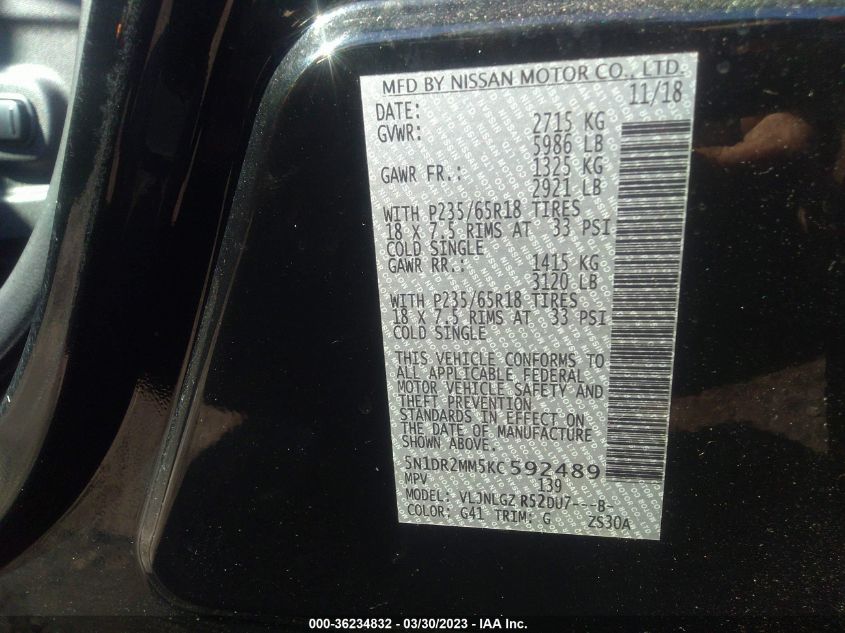 MFD BY NISSAN MOTOR CO., LTD.
DATE: 11/18
GVWR: 2715 KG
5986 LB
GAWR FR.: 1325 KG
2921 LB
WITH P235/65R18 TIRES
18 X 7.5 RIMS AT 33 PSI
COLD SINGLE
GAWR RR.: 1415 KG
3120 LB
WITH P235/65R18 TIRES
18 X 7.5 RIMS AT 33 PSI
COLD SINGLE
THIS VEHICLE CONFORMS TO
ALL APPLICABLE FEDERAL
MOTOR VEHICLE SAFETY AND
THEFT PREVENTION
STANDARDS IN EFFECT ON
THE DATE OF MANUFACTURE
SHOWN ABOVE.
5N1DR2MM5KC592489
MPV 139
MODEL: VLJNLGZ R52DU7---B-
COLOR: G41 TRIM: G ZS30A
000-36234832 - 03/30/2023 - IAA Inc.